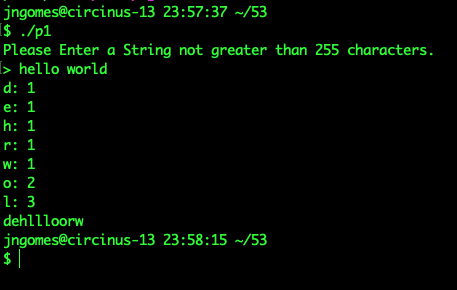 jngomes@circinus-13 23:57:37 ~/53
$ ./p1
Please Enter a String not greater than 255 characters.
> hello world
d: 1
e: 1
h: 1
r: 1
w: 1
o: 2
l: 3
dehllloorw
jngomes@circinus-13 23:58:15 ~/53
$